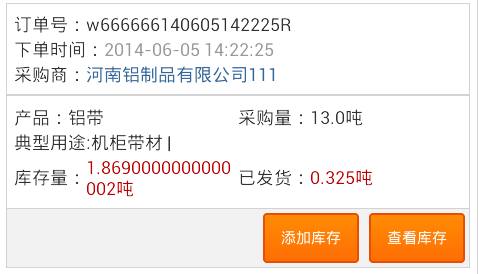 订单号：w666666140605142225R
下单时间：2014-06-05 14:22:25
采购商：河南铝制品有限公司111
产品：铝带 采购量：13.0吨
典型用途:机柜带材 |
库存量：1.8690000000000
002吨 已发货：0.325吨
添加库存 查看库存